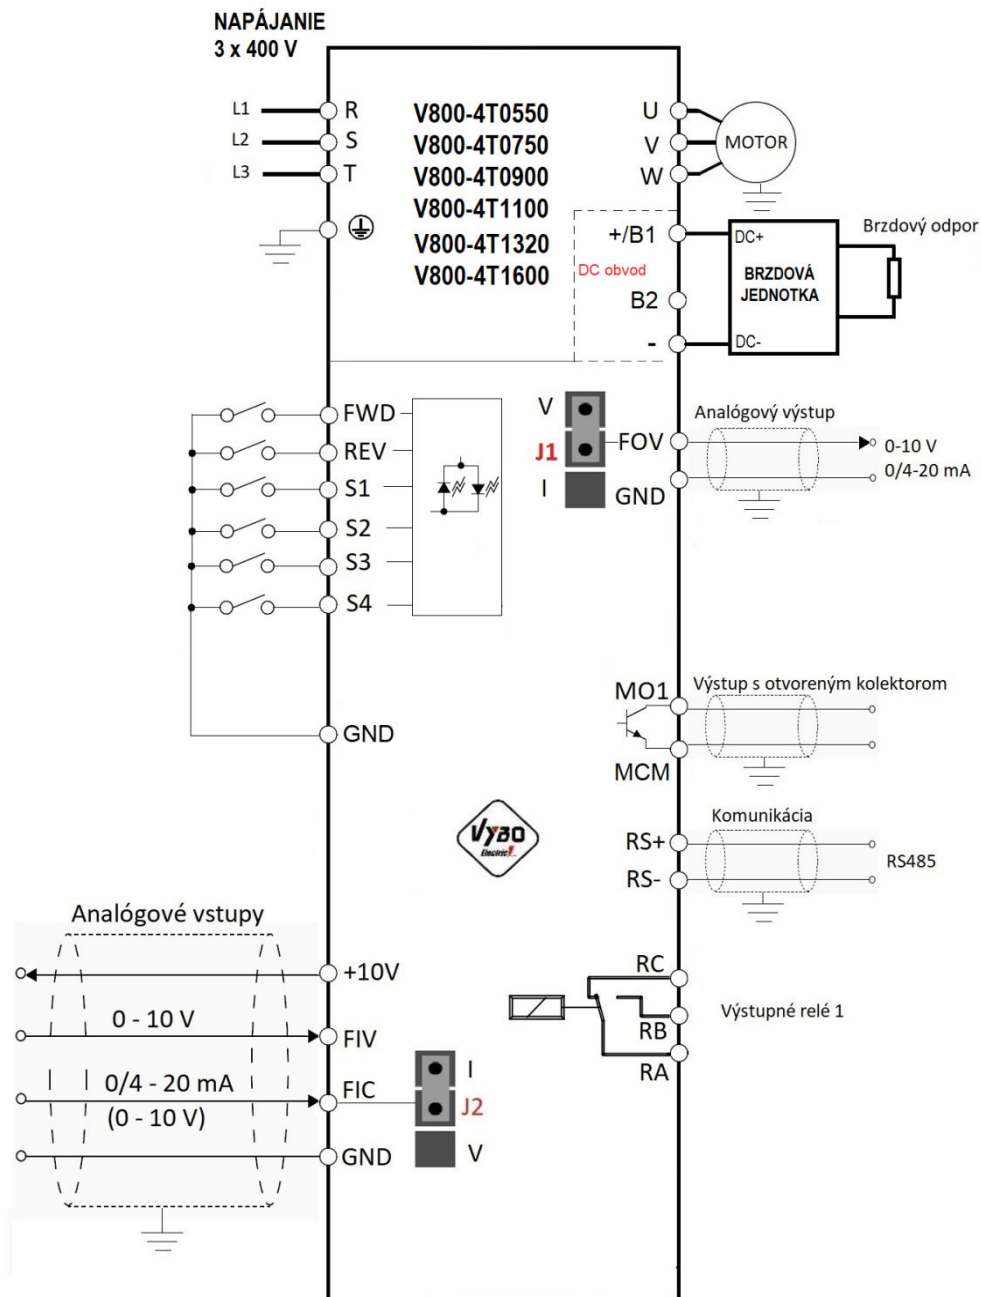 NAPÁJANIE
3 x 400 V
L1
R
L2
S
L3
T
V800-4T0550
V800-4T0750
V800-4T0900
V800-4T1100
V800-4T1320
V800-4T1600
U
V
W
MOTOR
+/B1
DC obvod
B2
-
DC+
BRZDOVÁ
JEDNOTKA
DC-
Brzdový odpor
FWD
REV
S1
S2
S3
S4
GND
V
J1
I
FOV
GND
Analógový výstup
0-10 V
0/4-20 mA
MO1
MCM
Výstup s otvoreným kolektorom
VYBO
Electric
RS+
RS-
Komunikácia
RS485
Analógové vstupy
+10V
0 - 10 V
FIV
0/4 - 20 mA
(0 - 10 V)
FIC
GND
I
J2
V
RC
RB
RA
Výstupné relé 1